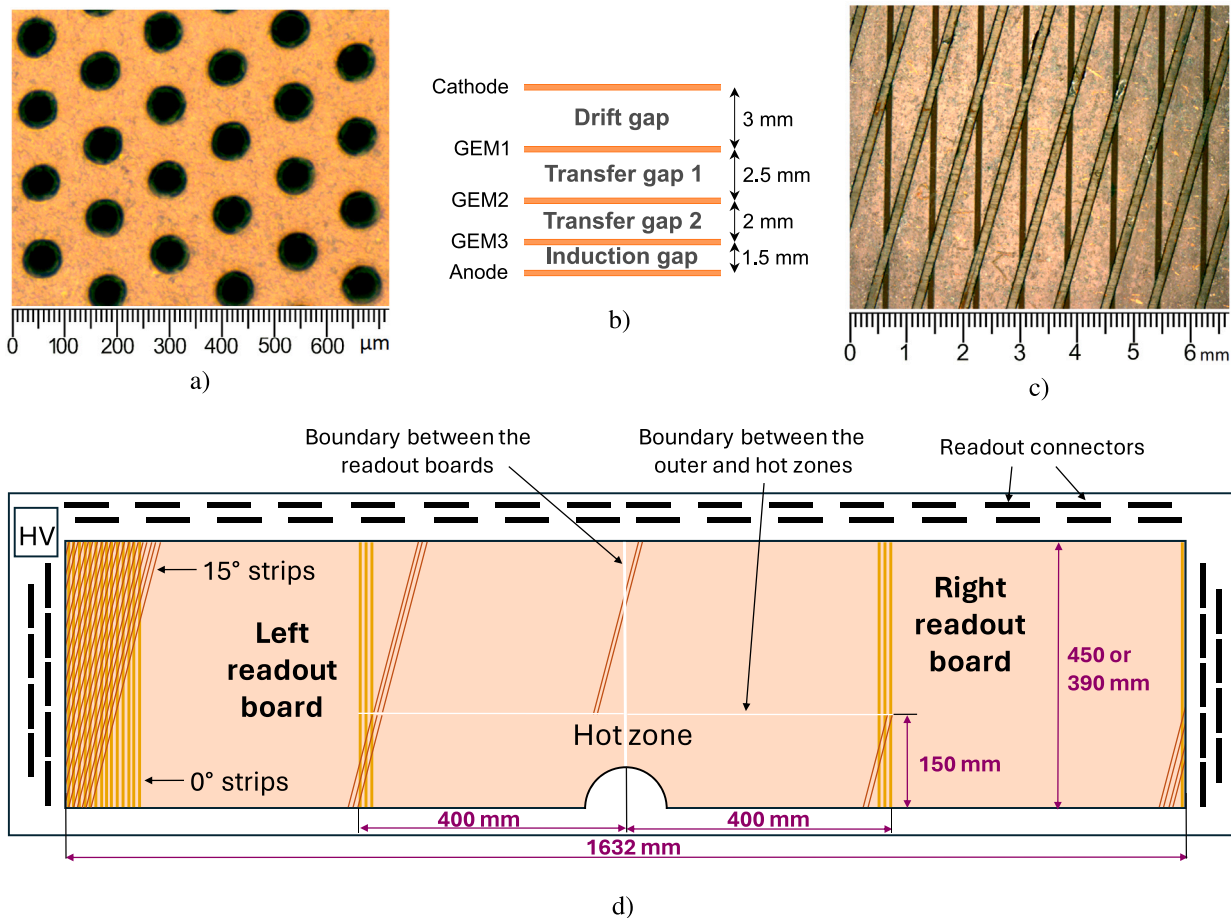 0 100 200 300 400 500 600 μm
a)
Cathode
Drift gap
3 mm
GEM1
Transfer gap 1
2.5 mm
GEM2
Transfer gap 2
2 mm
GEM3
Induction gap
1.5 mm
Anode
b)
0 1 2 3 4 5 6 mm
c)
Boundary between the
readout boards
Boundary between the
outer and hot zones
Readout connectors
HV
15° strips
Left
readout
board
Right
readout
board
450 or
390 mm
Hot zone
0° strips
150 mm
400 mm
400 mm
1632 mm
d)